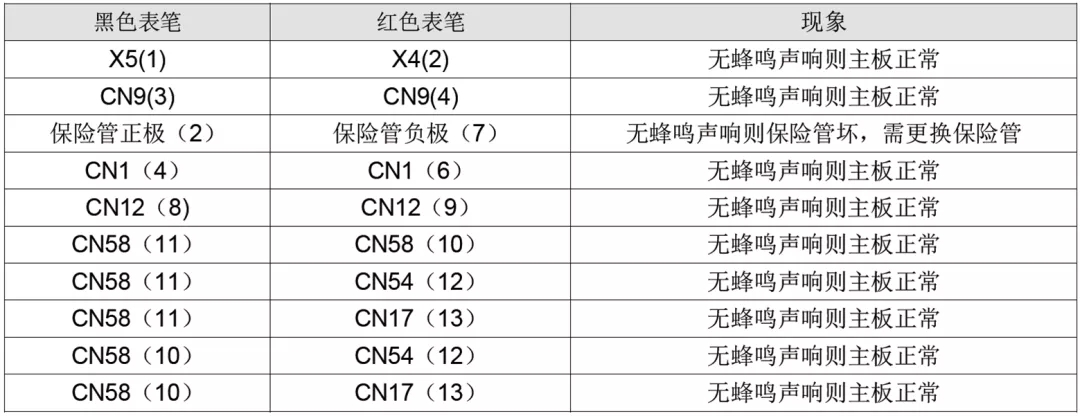 黑色表笔 红色表笔 现象
X5(1) X4(2) 无蜂鸣声响则主板正常
CN9(3) CN9(4) 无蜂鸣声响则主板正常
保险管正极（2） 保险管负极（7） 无蜂鸣声响则保险管坏，需更换保险管
CN1（4） CN1（6） 无蜂鸣声响则主板正常
CN12（8) CN12（9） 无蜂鸣声响则主板正常
CN58（11） CN58（10） 无蜂鸣声响则主板正常
CN58（11） CN54（12） 无蜂鸣声响则主板正常
CN58（11） CN17（13） 无蜂鸣声响则主板正常
CN58（10） CN54（12） 无蜂鸣声响则主板正常
CN58（10） CN17（13） 无蜂鸣声响则主板正常